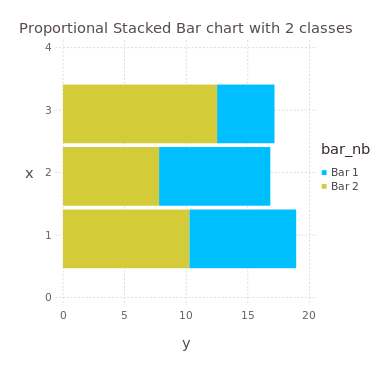 Proportional Stacked Bar chart with 2 classes
4
3
2
1
0
x
0 5 10 15 20
y
bar_nb
Bar 1
Bar 2